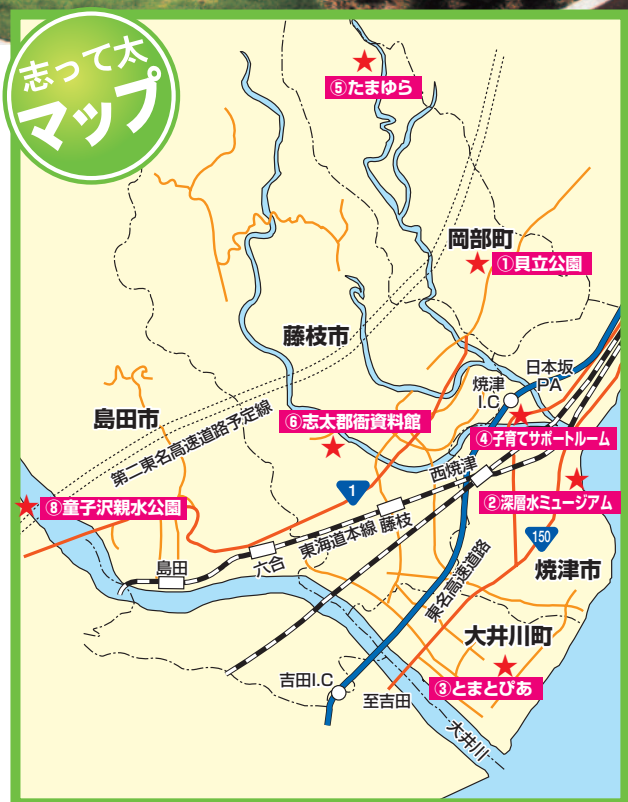 志って太
マップ
⑤たまゆら
岡部町
①貝立公園
藤枝市
日本坂
PA
焼津
I.C
島田市
第二東名高速道路予定線
⑥志太郡衙資料館
④子育てサポートルーム
西焼津
②深層水ミュージアム
1
⑧童子沢親水公園
東海道本線
藤枝
六合
島田
150
焼津市
東名高速道路
大井川町
③とまとぴあ
吉田I.C
至吉田
大井川